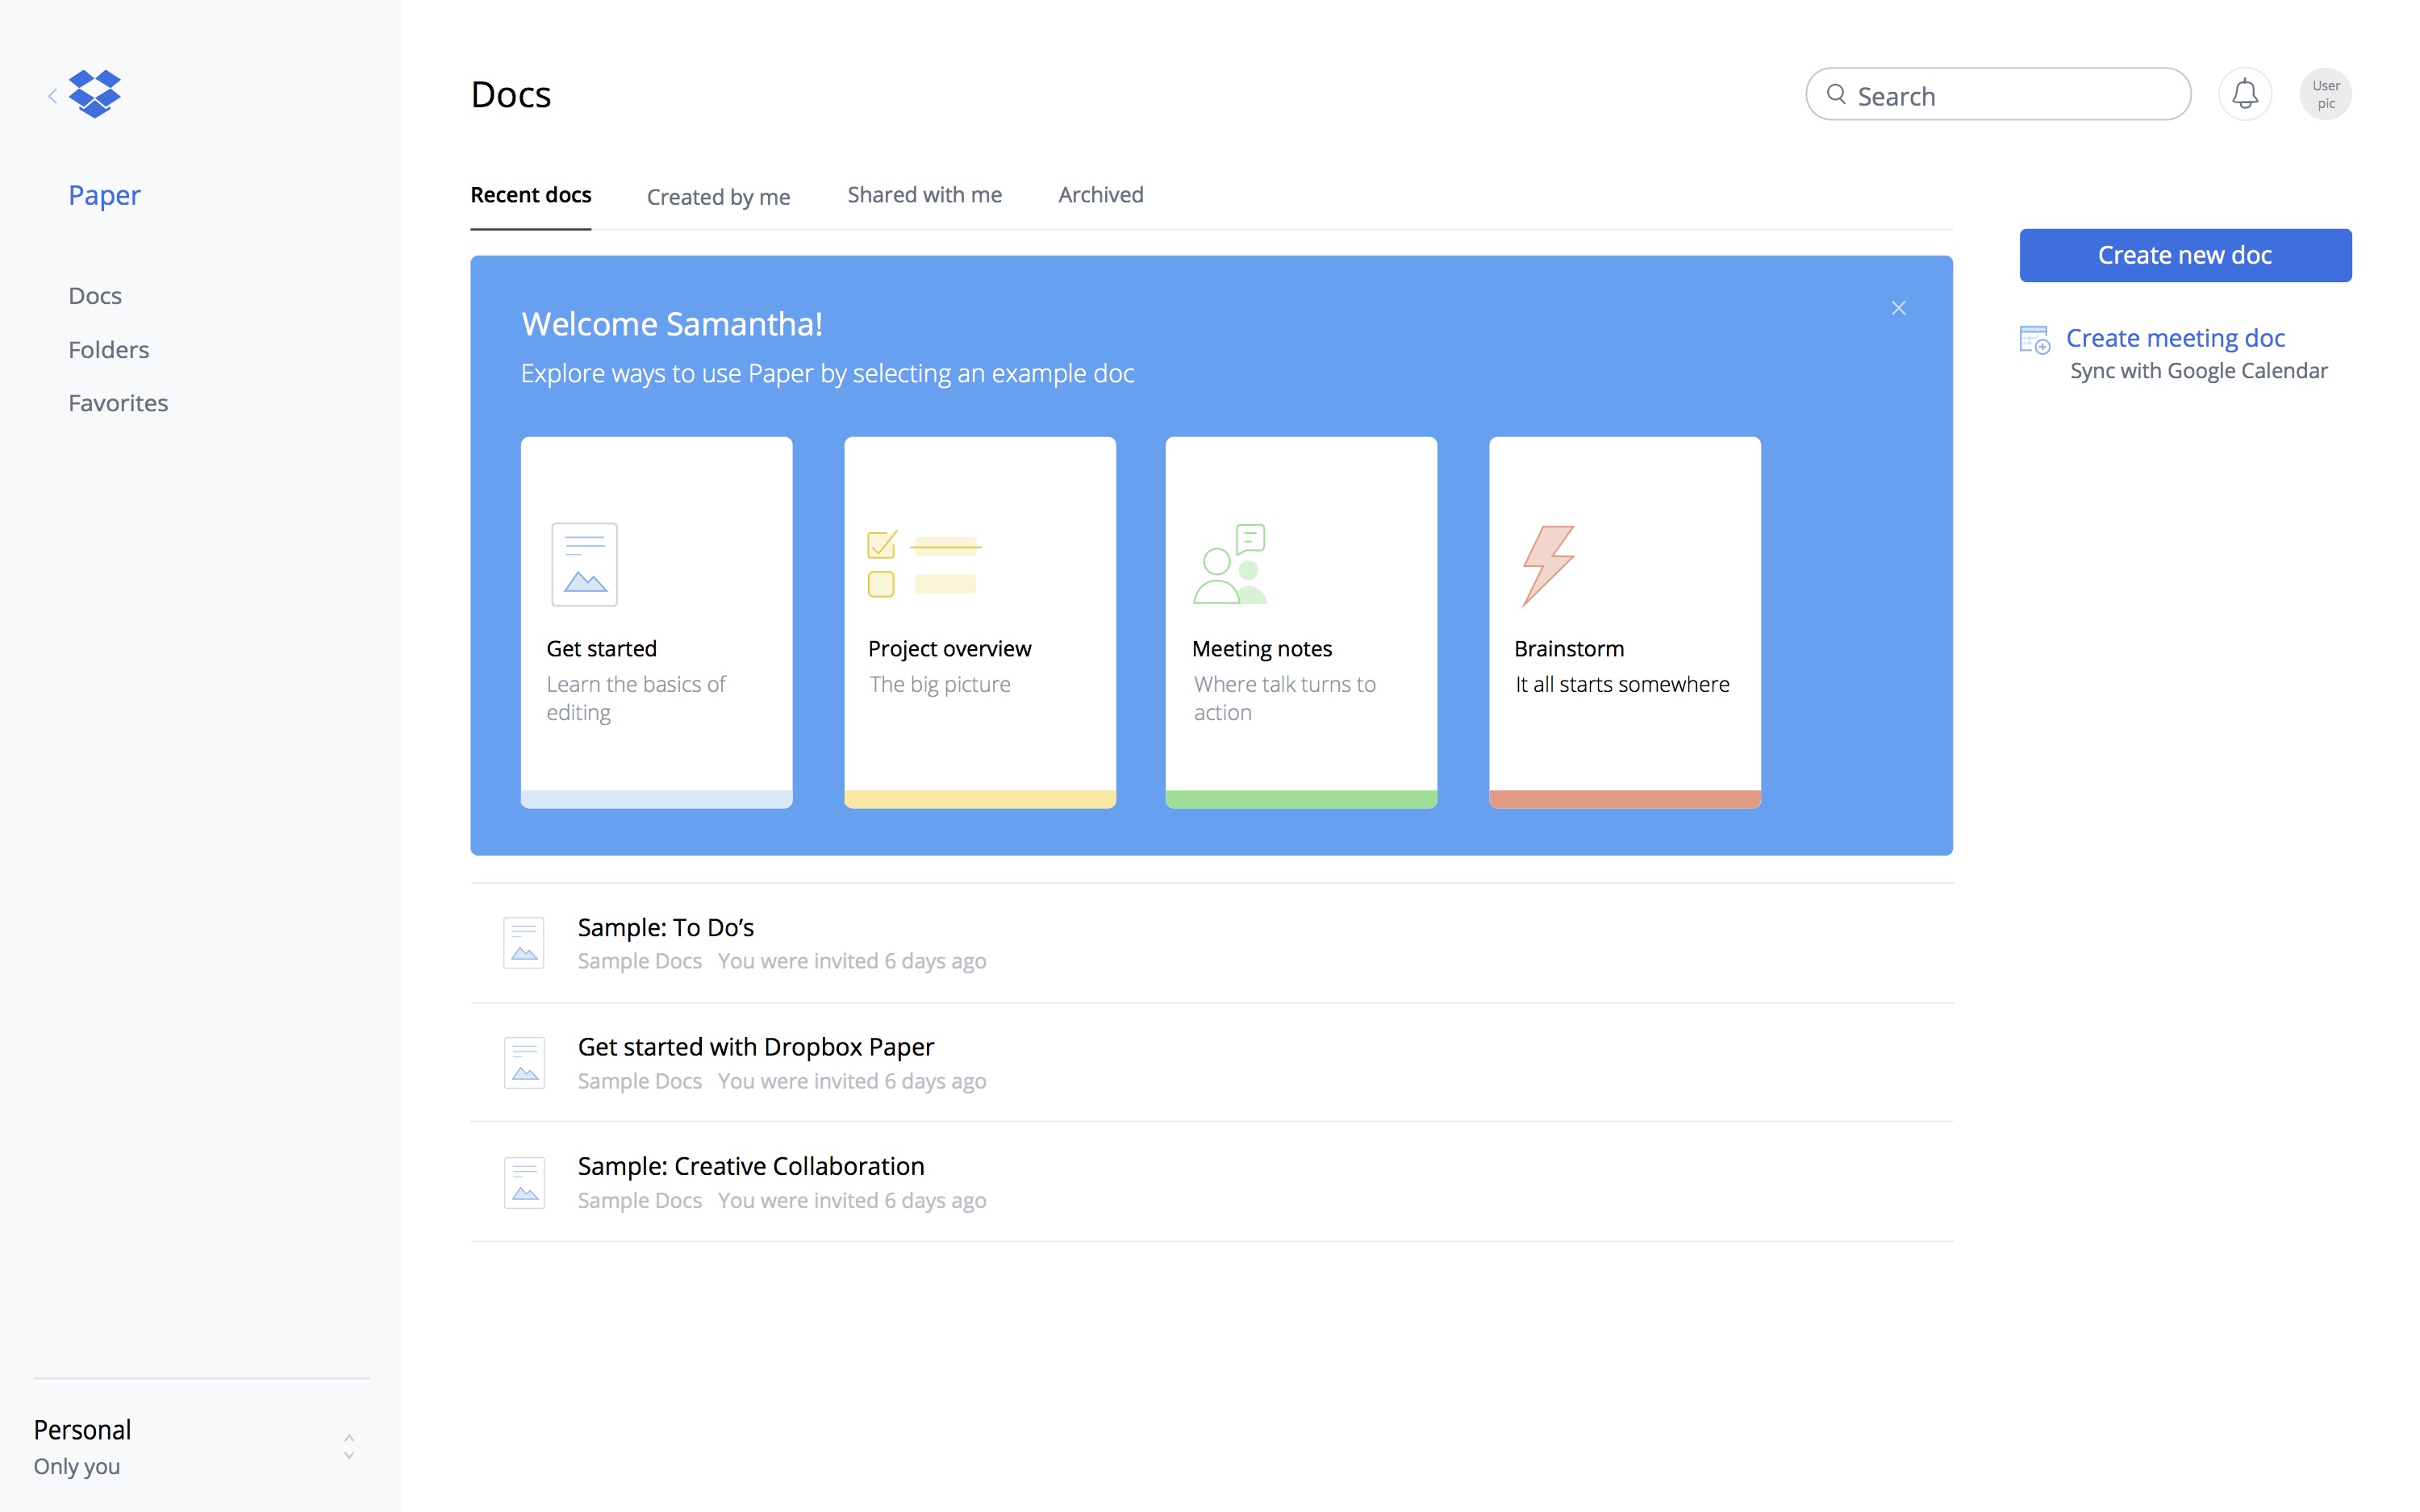 Paper
Docs
Folders
Favorites
Personal
Only you
Docs
Search
User
pic
Recent docs
Created by me
Shared with me
Archived
Welcome Samantha!
Explore ways to use Paper by selecting an example doc
Get started
Learn the basics of
editing
Project overview
The big picture
Meeting notes
Where talk turns to
action
Brainstorm
It all starts somewhere
Create new doc
Create meeting doc
Sync with Google Calendar
Sample: To Do’s
Sample Docs You were invited 6 days ago
Get started with Dropbox Paper
Sample Docs You were invited 6 days ago
Sample: Creative Collaboration
Sample Docs You were invited 6 days ago